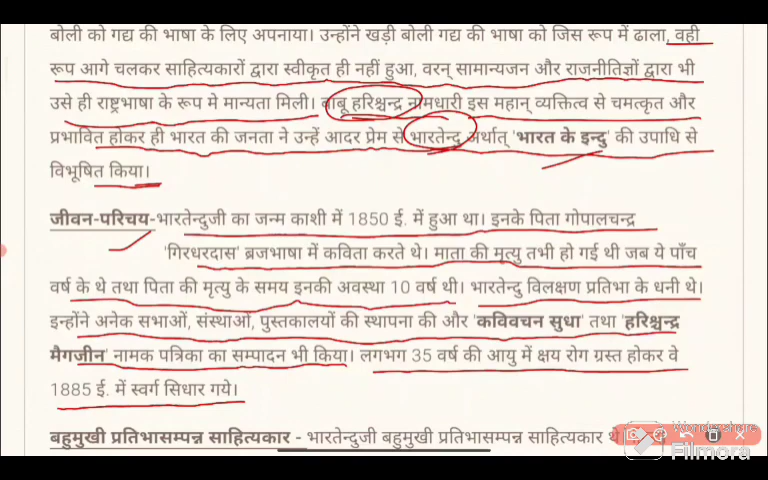 बोली को गद्य की भाषा के लिए अपनाया। उन्होंने खड़ी बोली गद्य की भाषा को जिस रूप में ढाला, वही
रूप आगे चलकर साहित्यकारों द्वारा स्वीकृत ही नहीं हुआ, वरन् सामान्यजन और राजनीतिज्ञों द्वारा भी
उसे ही राष्ट्रभाषा के रूप मे मान्यता मिली। बाबू हरिश्चन्द्र नामधारी इस महान् व्यक्तित्व से चमत्कृत और
प्रभावित होकर ही भारत की जनता ने उन्हें आदर प्रेम से भारतेन्दु अर्थात् 'भारत के इन्दु' की उपाधि से
विभूषित किया।
जीवन-परिचय-भारतेन्दुजी का जन्म काशी में 1850 ई. में हुआ था। इनके पिता गोपालचन्द्र
'गिरधरदास' ब्रजभाषा में कविता करते थे। माता की मृत्यु तभी हो गई थी जब ये पाँच
वर्ष के थे तथा पिता की मृत्यु के समय इनकी अवस्था 10 वर्ष थी। भारतेन्दु विलक्षण प्रतिभा के धनी थे।
इन्होंने अनेक सभाओं, संस्थाओं, पुस्तकालयों की स्थापना की और 'कविवचन सुधा' तथा 'हरिश्चन्द्र
मैगजीन' नामक पत्रिका का सम्पादन भी किया। लगभग 35 वर्ष की आयु में क्षय रोग ग्रस्त होकर वे
1885 ई. में स्वर्ग सिधार गये।
बहुमुखी प्रतिभासम्पन्न साहित्यकार - भारतेन्दुजी बहुमुखी प्रतिभासम्पन्न साहित्यकार थे
Wondershare
Filmora